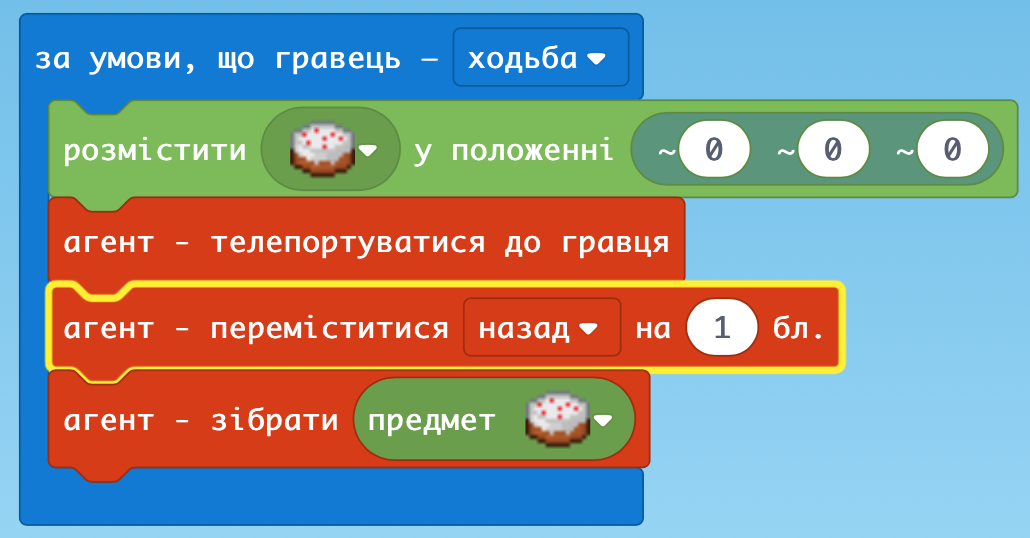 за умови, що гравець – ходьба
розмістити у положенні ~ 0 ~ 0 ~ 0
агент - телепортуватися до гравця
агент - переміститися назад на 1 бл.
агент - зібрати предмет